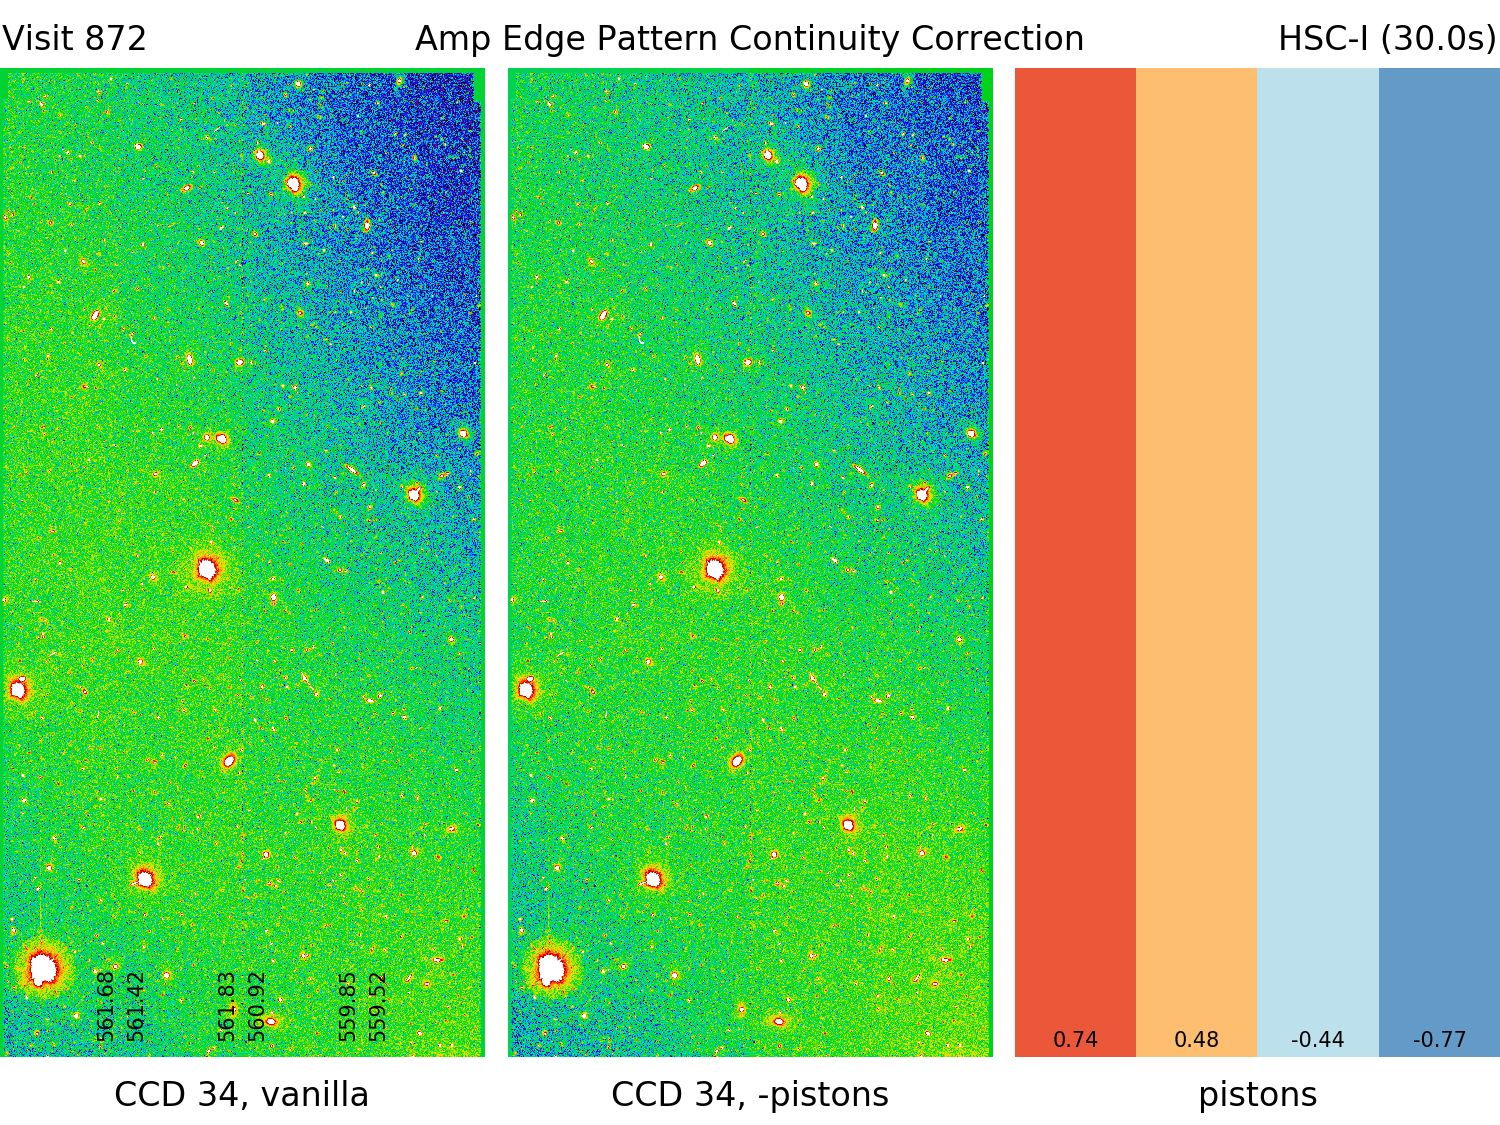 Visit 872
Amp Edge Pattern Continuity Correction
HSC-I (30.0s)
561.68
561.42
561.83
560.92
559.85
559.52
0.74
0.48
-0.44
-0.77
CCD 34, vanilla
CCD 34, -pistons
pistons